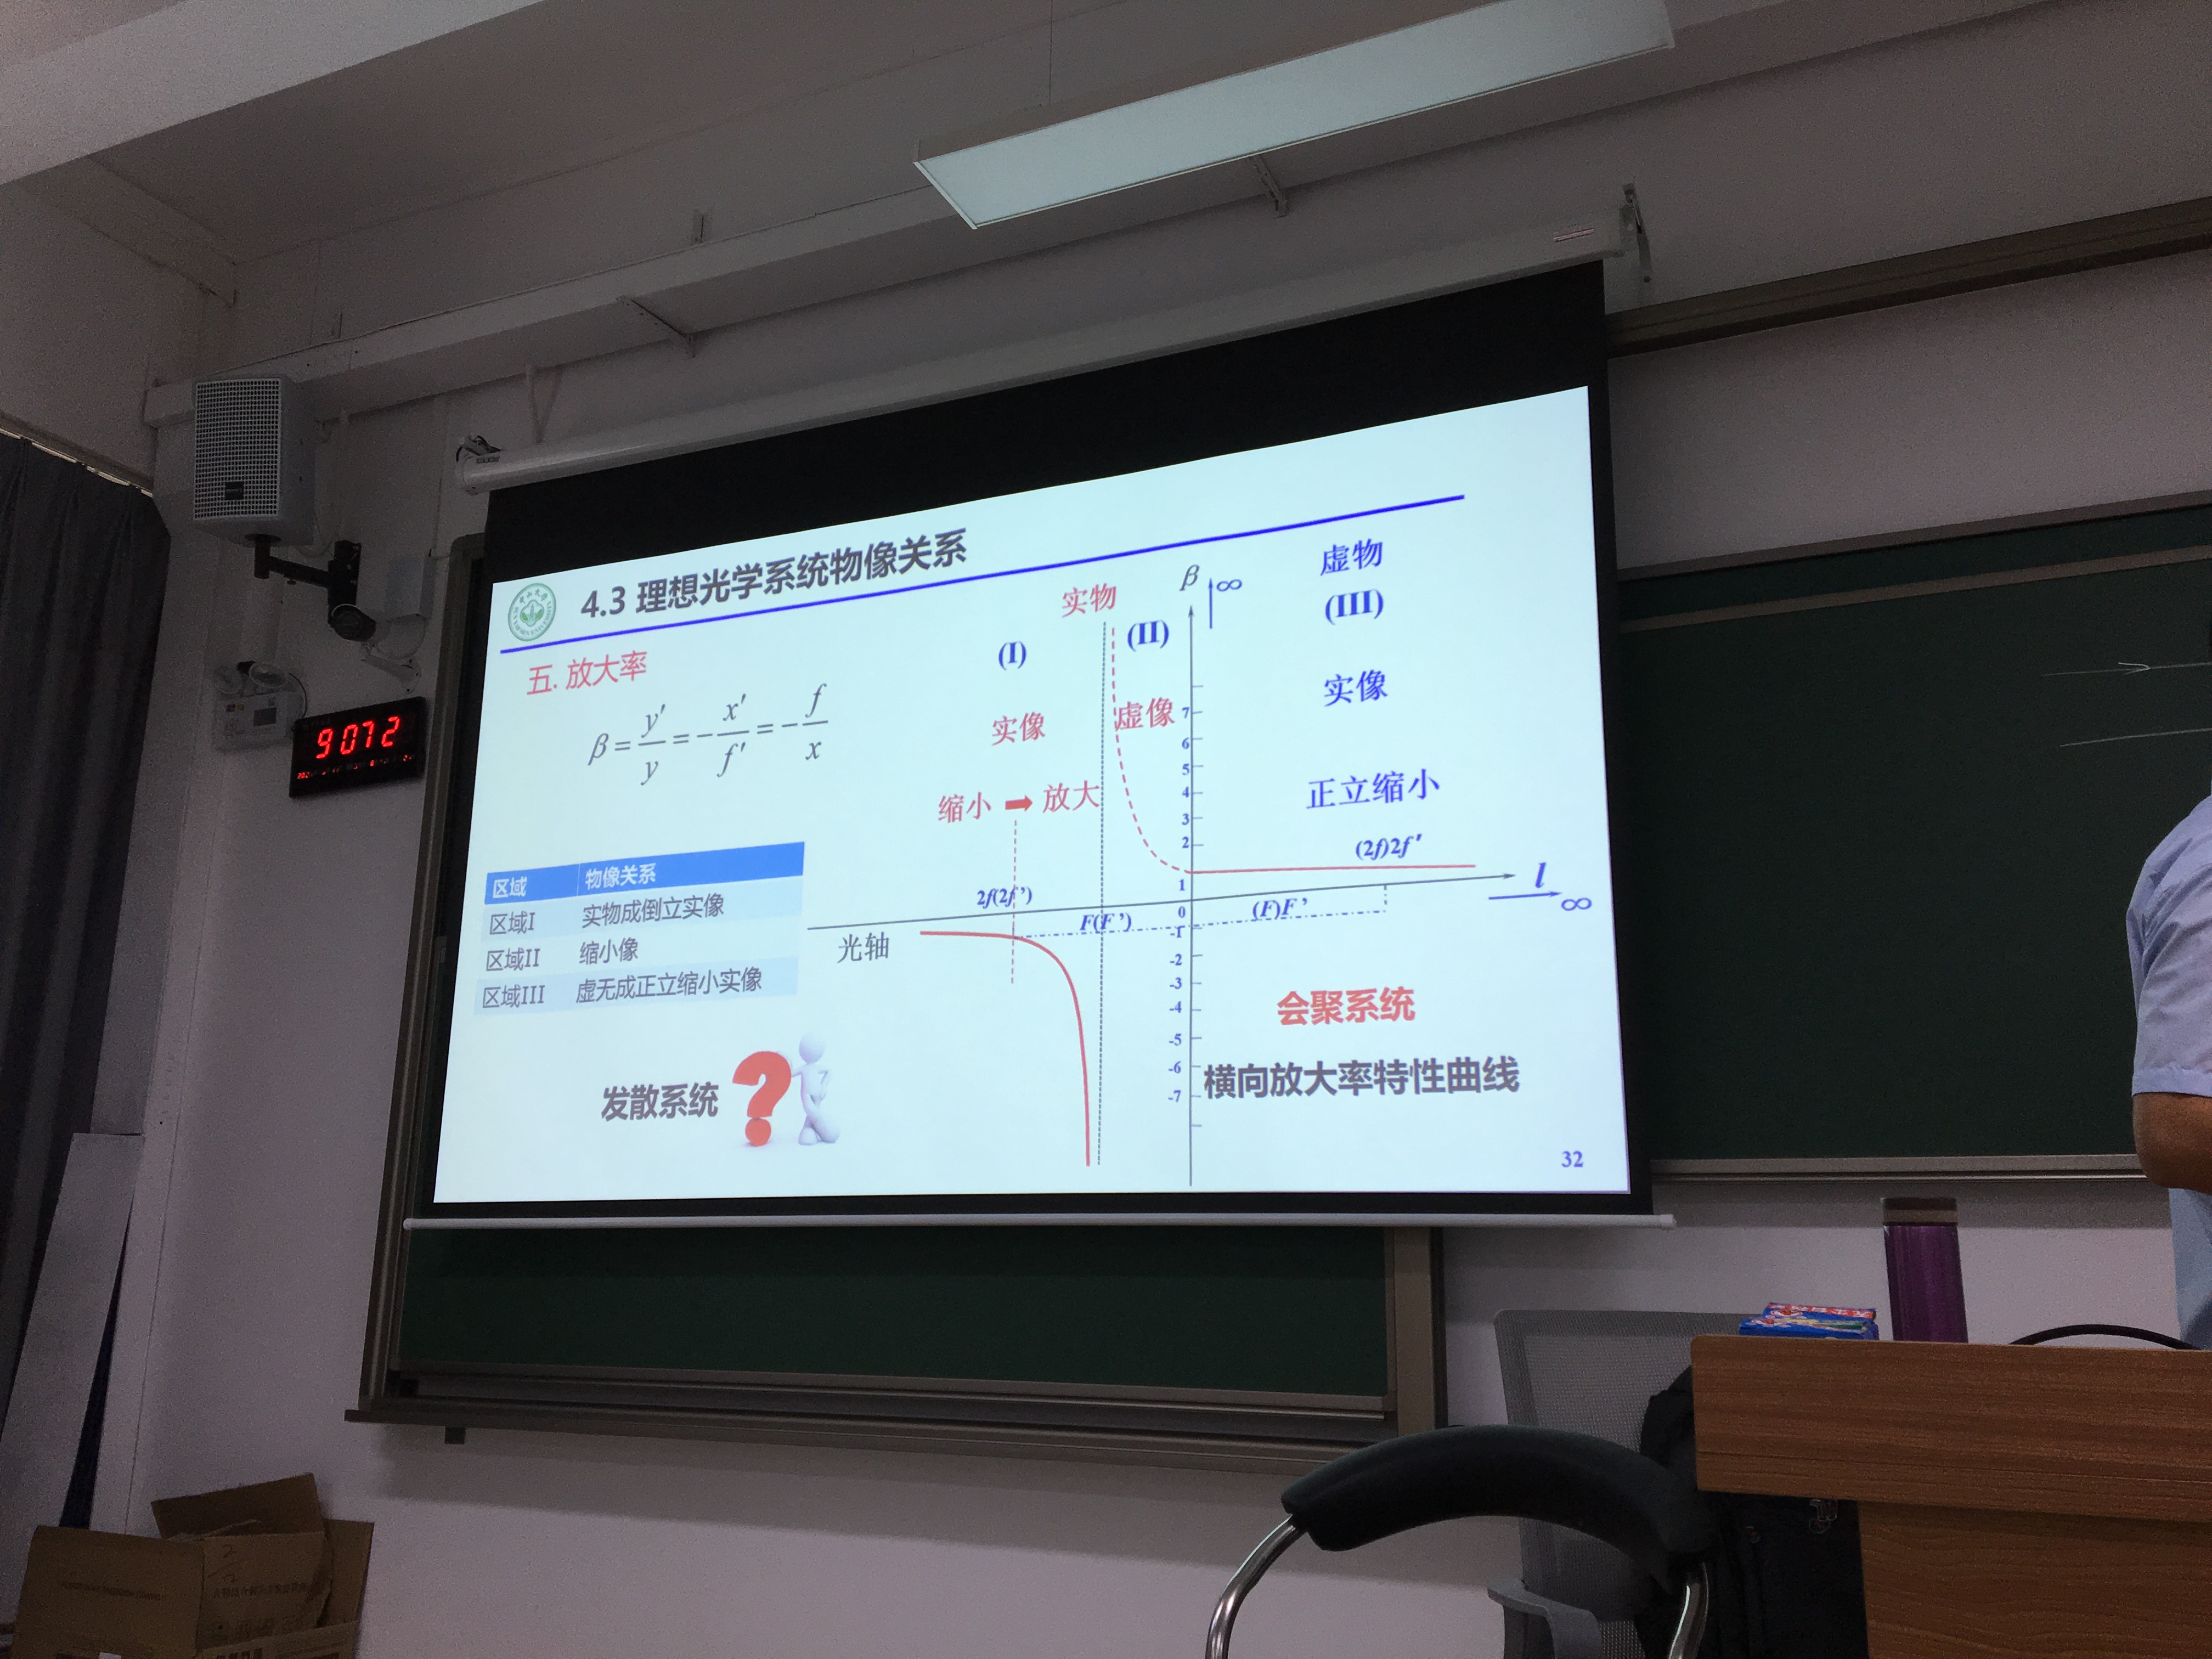 4.3 理想光学系统物像关系
五. 放大率
β = y′/y = − x′/f′ = − f/x
区域 物像关系
区域I 实物成倒立实像
区域II 缩小像
区域III 虚无成正立缩小实像
发散系统 ?
实物
(I)
(II)
实像
虚像
缩小 ➡ 放大
2f(2f’)
F(F’)
光轴
β ∞
虚物
(III)
实像
正立缩小
(2f)2f′
l
∞
(F)F’
7
6
5
4
3
2
1
0
-1
-2
-3
-4
-5
-6
-7
会聚系统
横向放大率特性曲线
32
9072